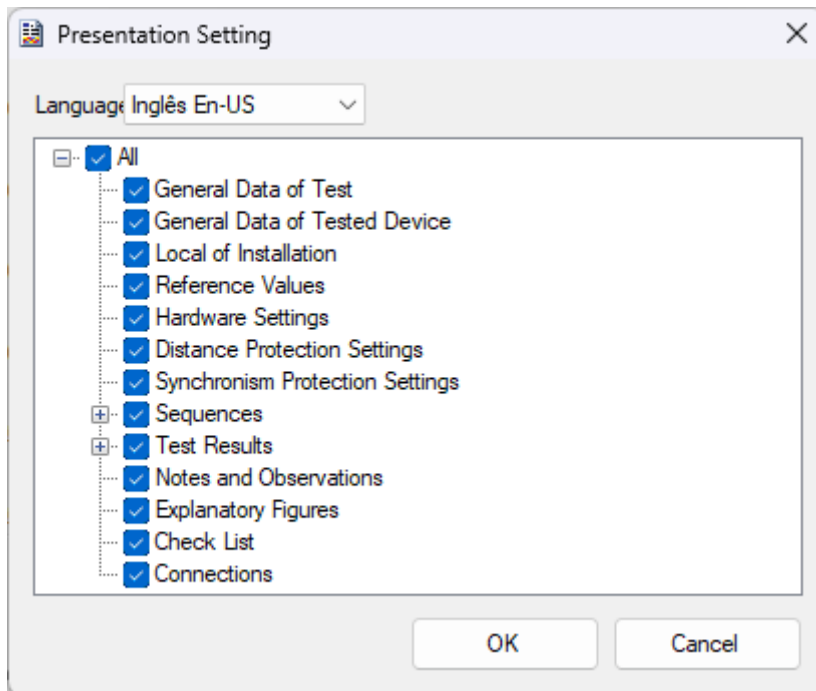 Presentation Setting
Language Inglês En-US
All
General Data of Test
General Data of Tested Device
Local of Installation
Reference Values
Hardware Settings
Distance Protection Settings
Synchronism Protection Settings
Sequences
Test Results
Notes and Observations
Explanatory Figures
Check List
Connections
OK Cancel